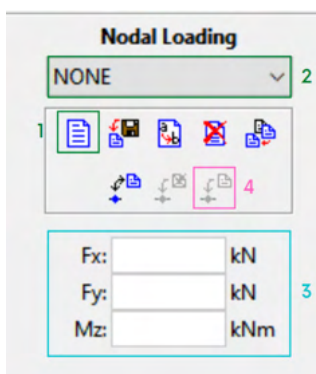 Nodal Loading
NONE 2
1
a b
4
Fx: kN
Fy: kN 3
Mz: kNm